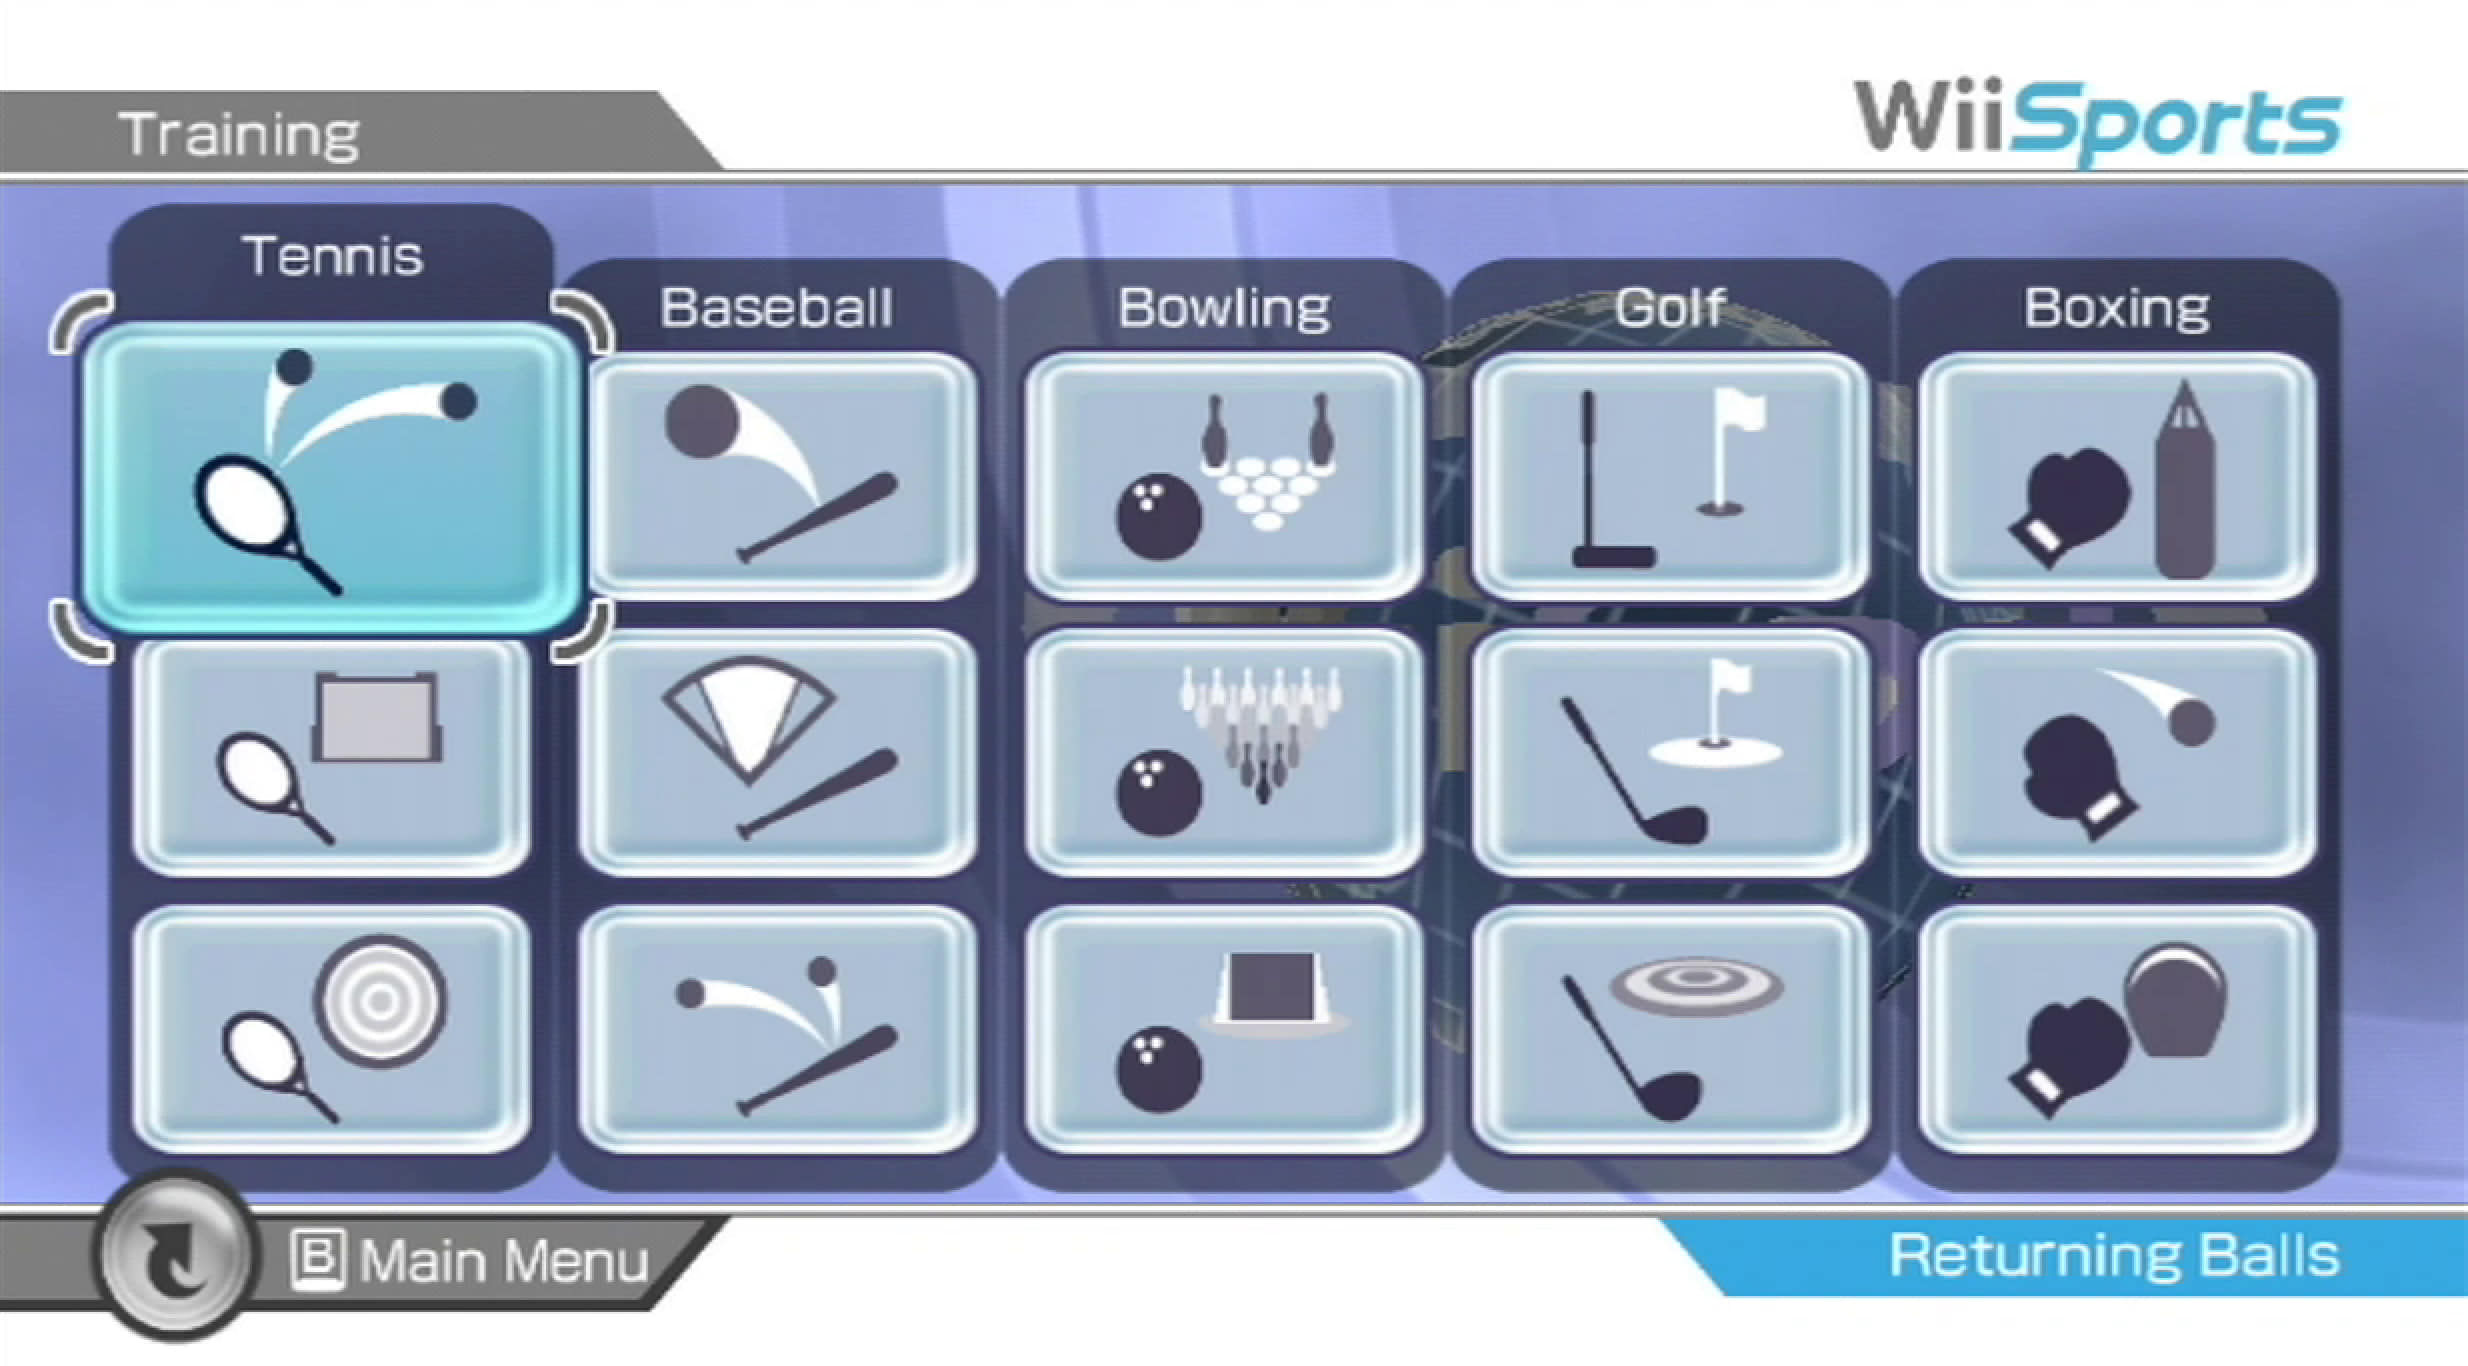 Training
WiiSports
Tennis
Baseball
Bowling
Golf
Boxing
B Main Menu
Returning Balls